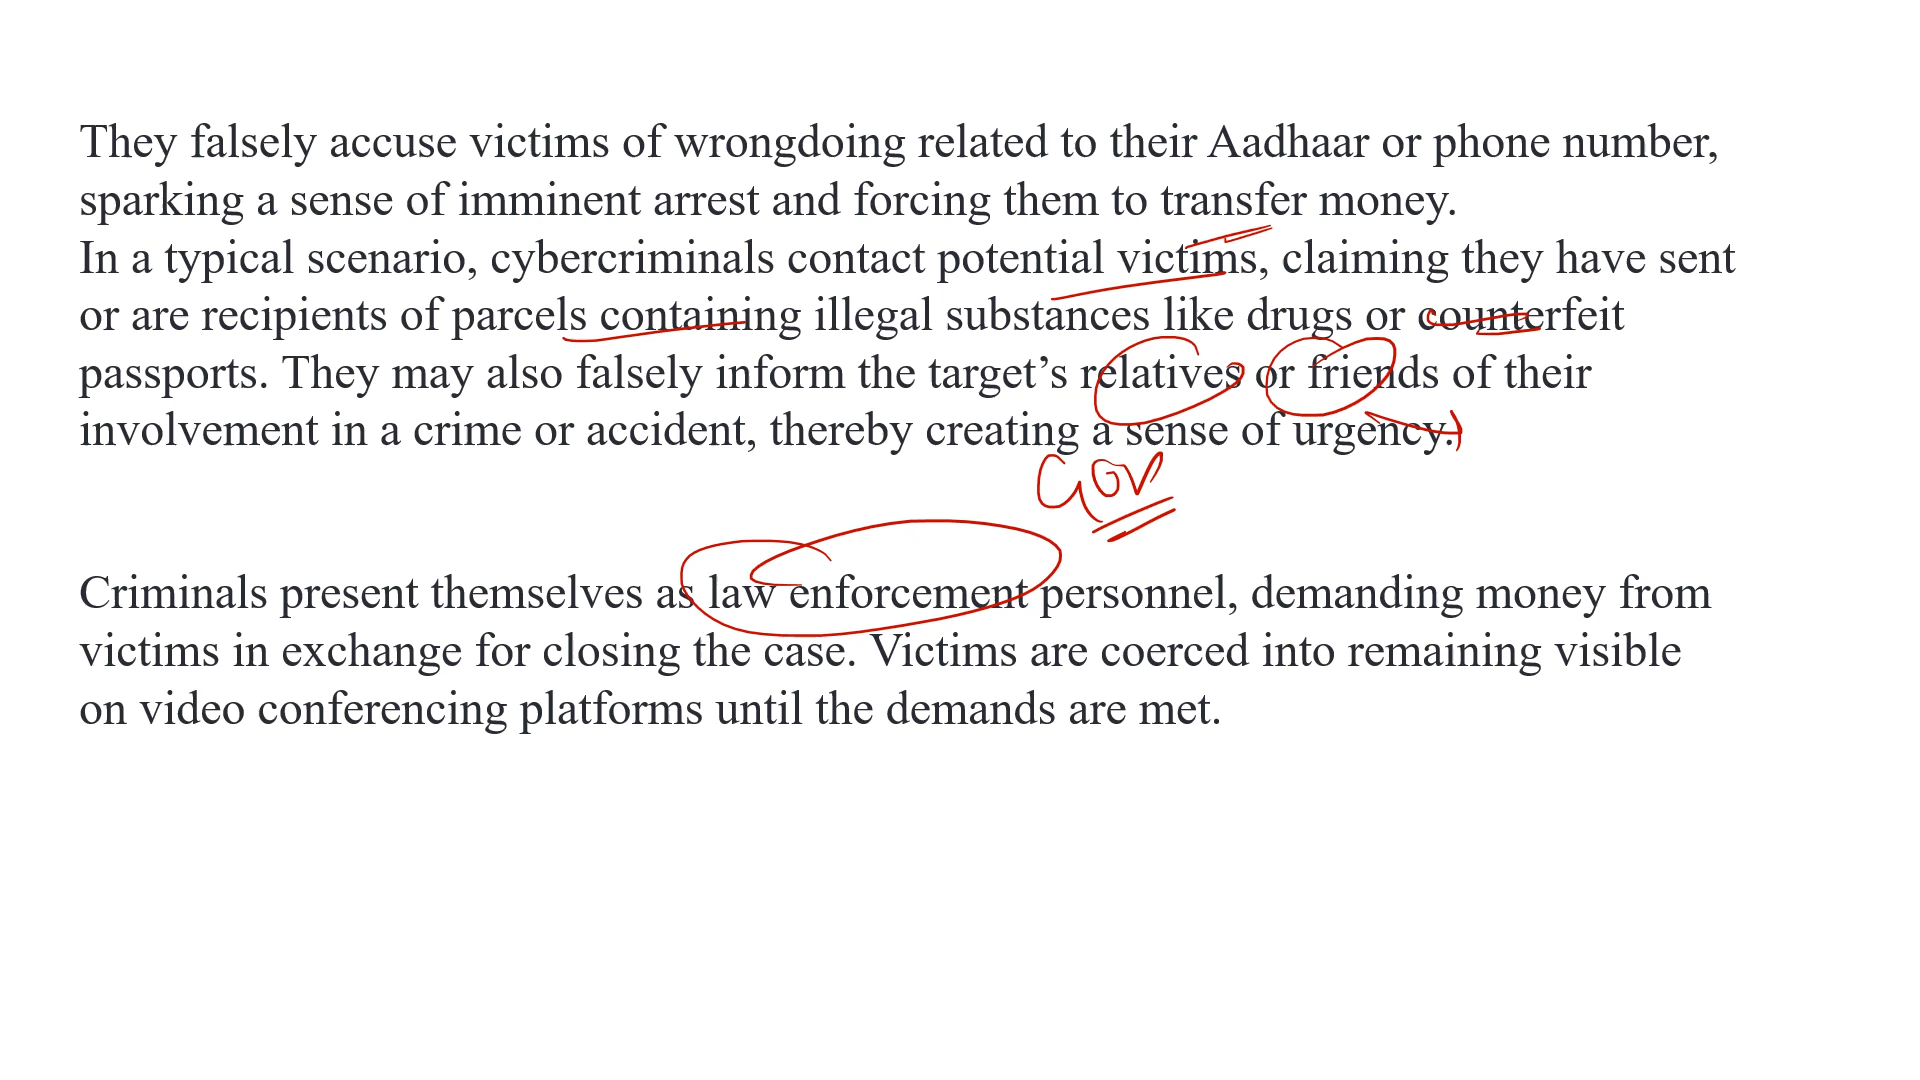 They falsely accuse victims of wrongdoing related to their Aadhaar or phone number,
sparking a sense of imminent arrest and forcing them to transfer money.
In a typical scenario, cybercriminals contact potential victims, claiming they have sent
or are recipients of parcels containing illegal substances like drugs or counterfeit
passports. They may also falsely inform the target’s relatives or friends of their
involvement in a crime or accident, thereby creating a sense of urgency.
Gov
Criminals present themselves as law enforcement personnel, demanding money from
victims in exchange for closing the case. Victims are coerced into remaining visible
on video conferencing platforms until the demands are met.